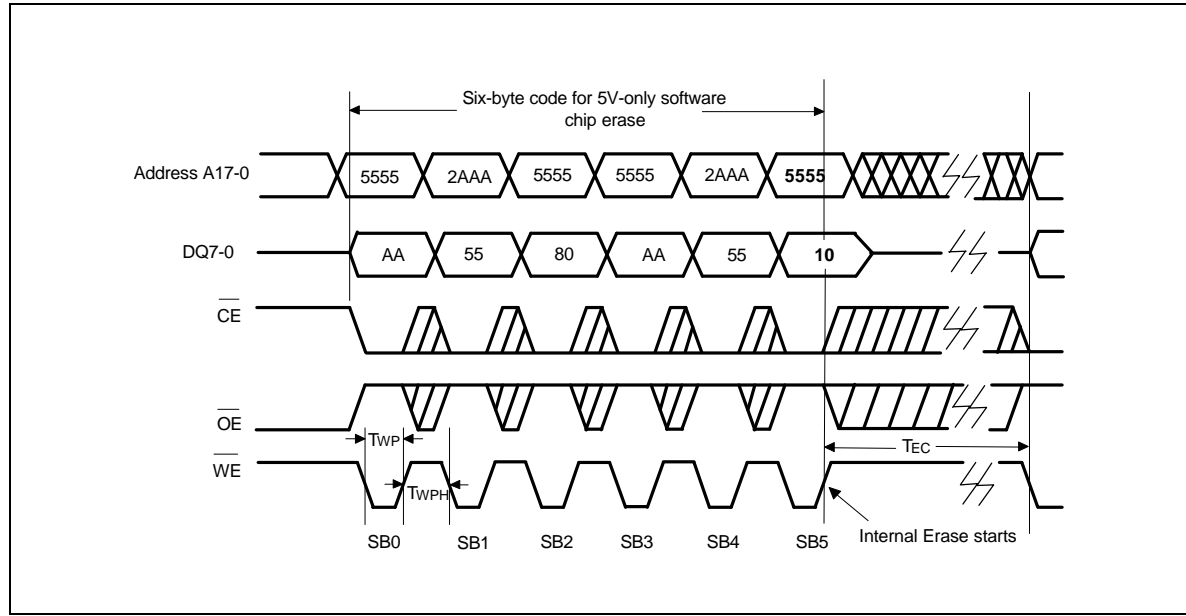 Six-byte code for 5V-only software
chip erase
Address A17-0
5555 2AAA 5555 5555 2AAA 5555
DQ7-0
AA 55 80 AA 55 10
CE
OE
TWP
TEC
WE
TWPH
Internal Erase starts
SB0 SB1 SB2 SB3 SB4 SB5